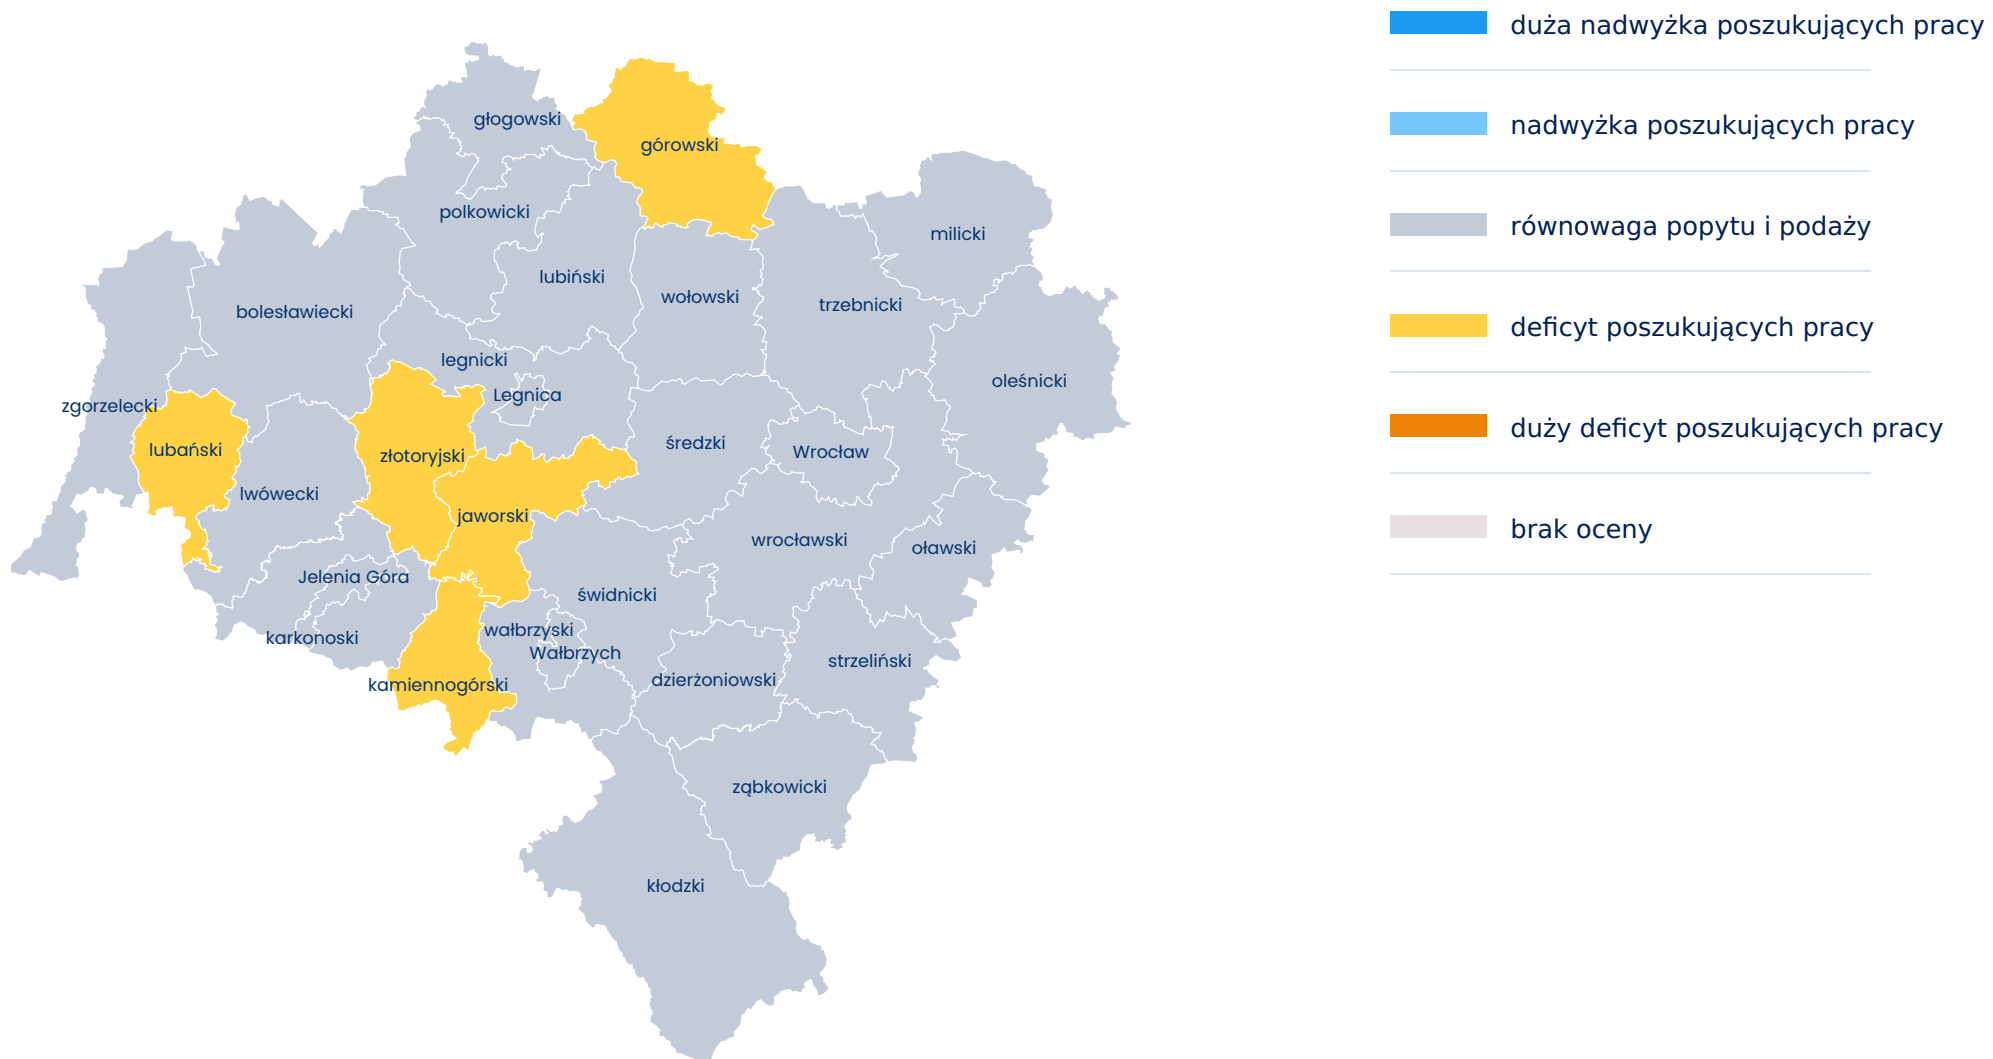 duża nadwyżka poszukujących pracy
nadwyżka poszukujących pracy
równowaga popytu i podaży
deficyt poszukujących pracy
duży deficyt poszukujących pracy
brak oceny
głogowski
górowski
polkowicki
milicki
lubiński
wołowski
trzebnicki
bolesławiecki
legnicki
oleśnicki
Legnica
zgorzelecki
średzki
lubański
Wrocław
złotoryjski
lwówecki
jaworski
wrocławski
oławski
Jelenia Góra
świdnicki
wałbrzyski
karkonoski
Wałbrzych
strzeliński
dzierżoniowski
kamiennogórski
ząbkowicki
kłodzki